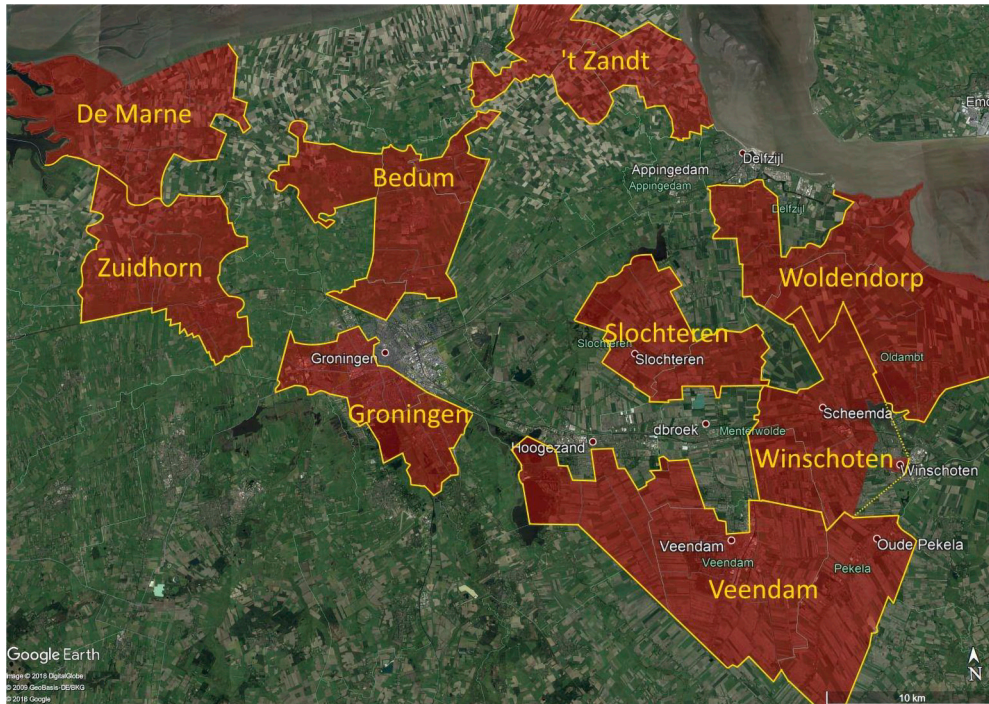 't Zandt
De Marne
Emd
Bedum
Appingedam
Delfzijl
Appingedam
Delfzijl
Zuidhorn
Woldendorp
Slochteren
Slochteren
Slochteren
Oldambt
Groningen
Groningen
Scheemda
dbroek
Menterwolde
Hoogezand
Winschoten
Winschoten
Veendam
Veendam
Oude Pekela
Pekela
Veendam
Google Earth
Image © 2018 DigitalGlobe
© 2009 GeoBasis-DE/BKG
© 2018 Google
N
10 km